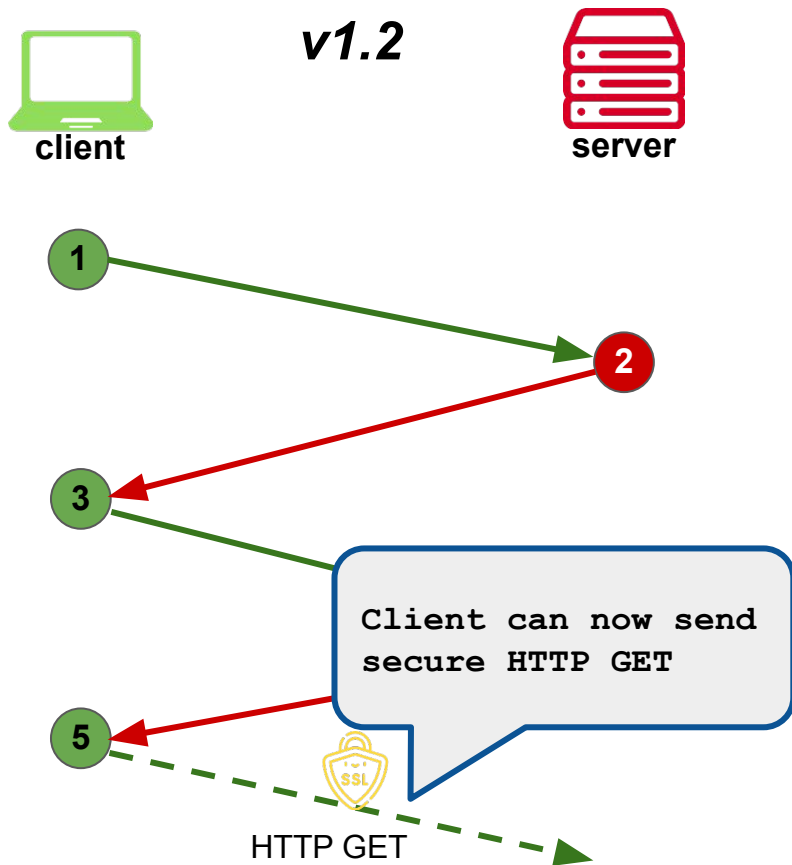 v1.2
client
server
1
2
3
Client can now send
secure HTTP GET
5
SSL
HTTP GET